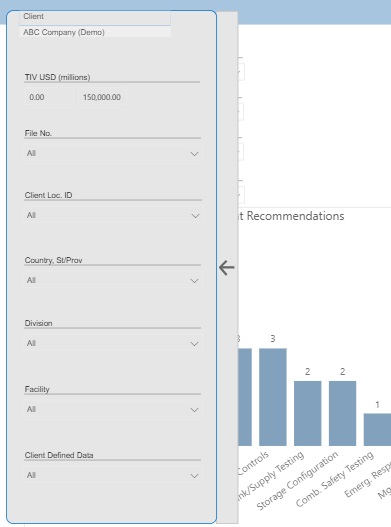 Client
ABC Company (Demo)
TIV USD (millions)
0.00 150,000.00
File No.
All
Client Loc. ID
All
t Recommendations
Country, St/Prov
All
Division
All
3
3
2
2
1
Facility
All
Client Defined Data
All
Controls
nk/Supply Testing
Storage Configuration
Comb. Safety Testing
Emerg. Resp
Mo